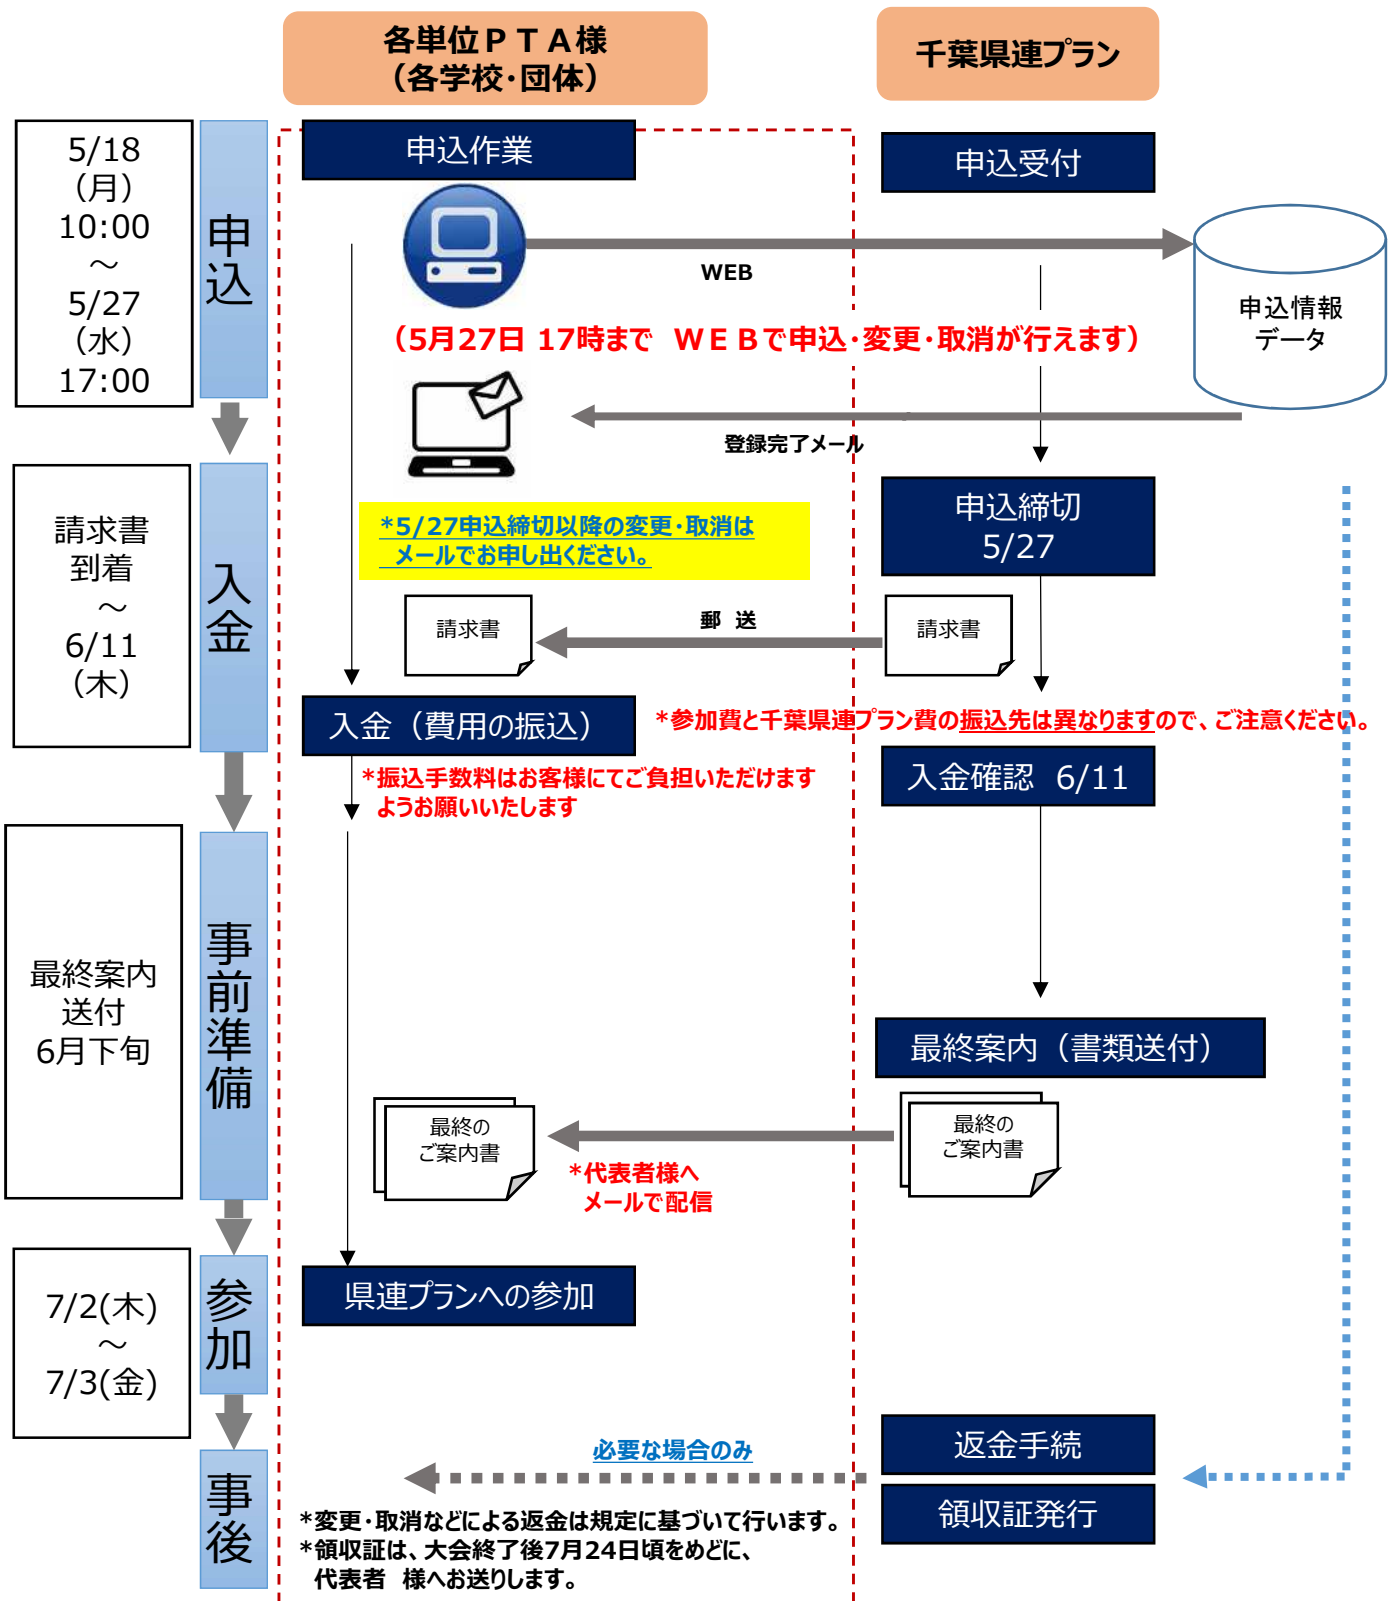 各単位ＰＴＡ様
（各学校・団体）
千葉県連プラン
5/18
（月）
10:00
～
5/27
（水）
17:00
申込
申込作業
申込受付
WEB
申込情報
データ
（5月27日 17時まで　ＷＥＢで申込・変更・取消が行えます）
登録完了メール
請求書
到着
～
6/11
（木）
入金
*5/27申込締切以降の変更・取消は
メールでお申し出ください。
申込締切
5/27
請求書
郵　送
請求書
入金（費用の振込）
*参加費と千葉県連プラン費の振込先は異なりますので、ご注意ください。
*振込手数料はお客様にてご負担いただけます
ようお願いいたします
入金確認　6/11
最終案内
送付
6月下旬
事前準備
最終案内（書類送付）
最終の
ご案内書
*代表者様へ
メールで配信
最終の
ご案内書
7/2(木)
～
7/3(金)
参加
県連プランへの参加
事後
必要な場合のみ
返金手続
領収証発行
*変更・取消などによる返金は規定に基づいて行います。
*領収証は、大会終了後7月24日頃をめどに、
代表者　様へお送りします。